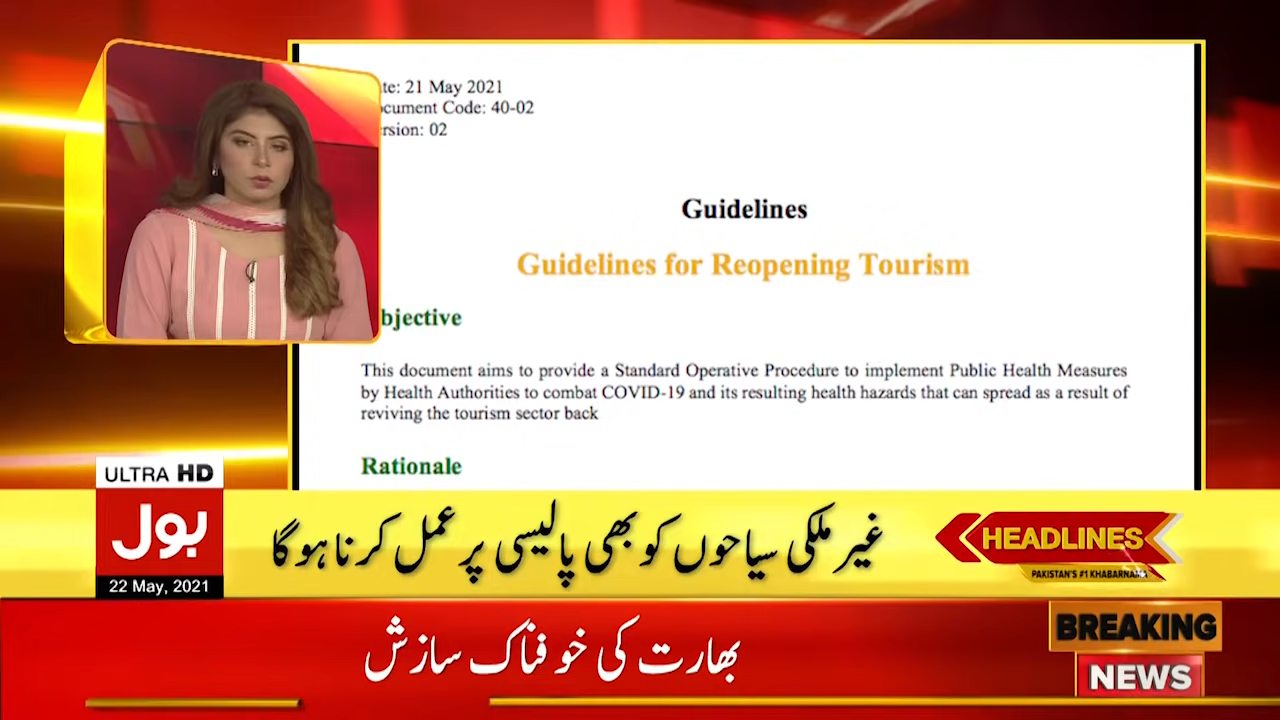 te: 21 May 2021
ocument Code: 40-02
rsion: 02
Guidelines
Guidelines for Reopening Tourism
bjective
This document aims to provide a Standard Operative Procedure to implement Public Health Measures
by Health Authorities to combat COVID-19 and its resulting health hazards that can spread as a result of
reviving the tourism sector back
Rationale
ULTRA HD
بول
22 May, 2021
غیر ملکی سیاحوں کو بھی پالیسی پر عمل کرنا ہوگا
HEADLINES
PAKISTAN'S #1 KHABARNAMA
بھارت کی خوفناک سازش
BREAKING
NEWS